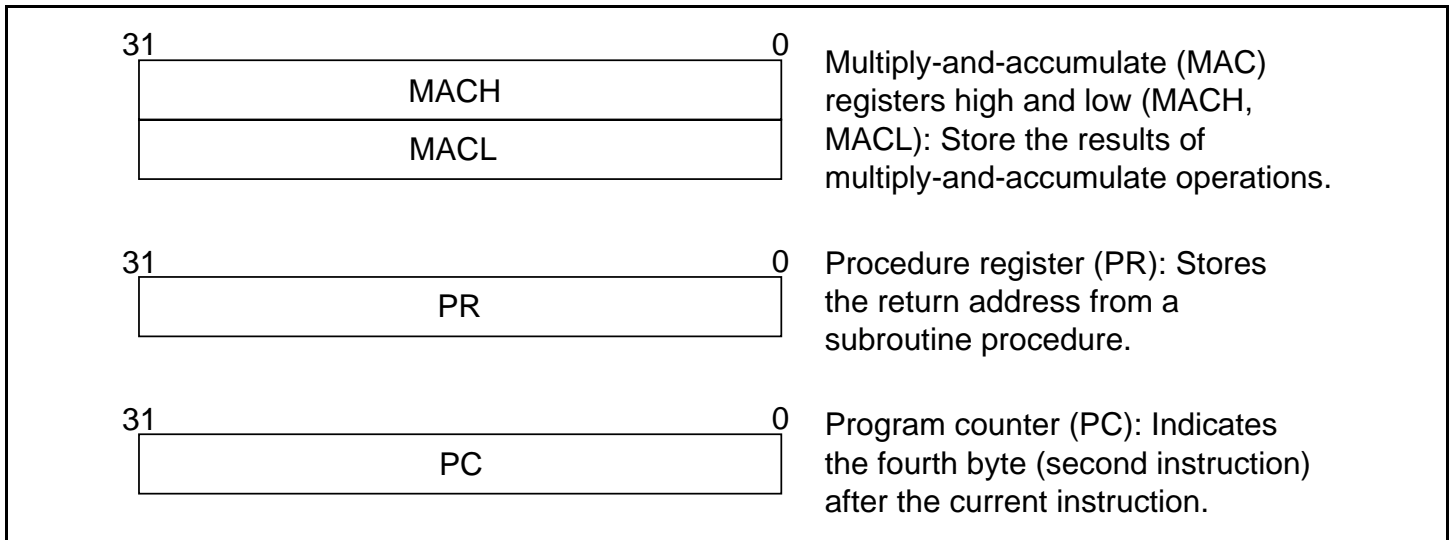 31 0
MACH
MACL
Multiply-and-accumulate (MAC)
registers high and low (MACH,
MACL): Store the results of
multiply-and-accumulate operations.
31 0
PR
Procedure register (PR): Stores
the return address from a
subroutine procedure.
31 0
PC
Program counter (PC): Indicates
the fourth byte (second instruction)
after the current instruction.